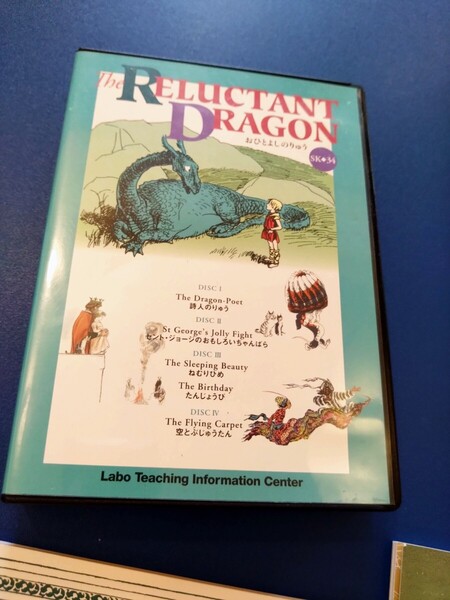 The RELUCTANT
DRAGON
おひとよしのりゅう
SK◆34
DISC I
The Dragon-Poet
詩人のりゅう
DISC II
St George's Jolly Fight
セント・ジョージのおもしろいちゃんばら
DISC III
The Sleeping Beauty
ねむりひめ
The Birthday
たんじょうび
DISC IV
The Flying Carpet
空とぶじゅうたん
Labo Teaching Information Center